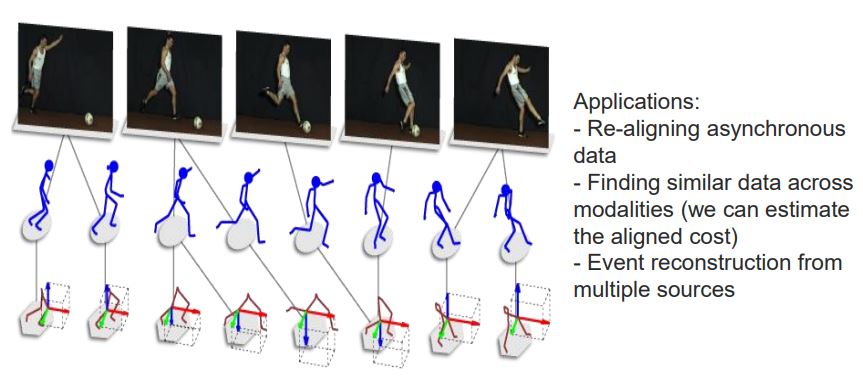 Applications:
- Re-aligning asynchronous
data
- Finding similar data across
modalities (we can estimate
the aligned cost)
- Event reconstruction from
multiple sources